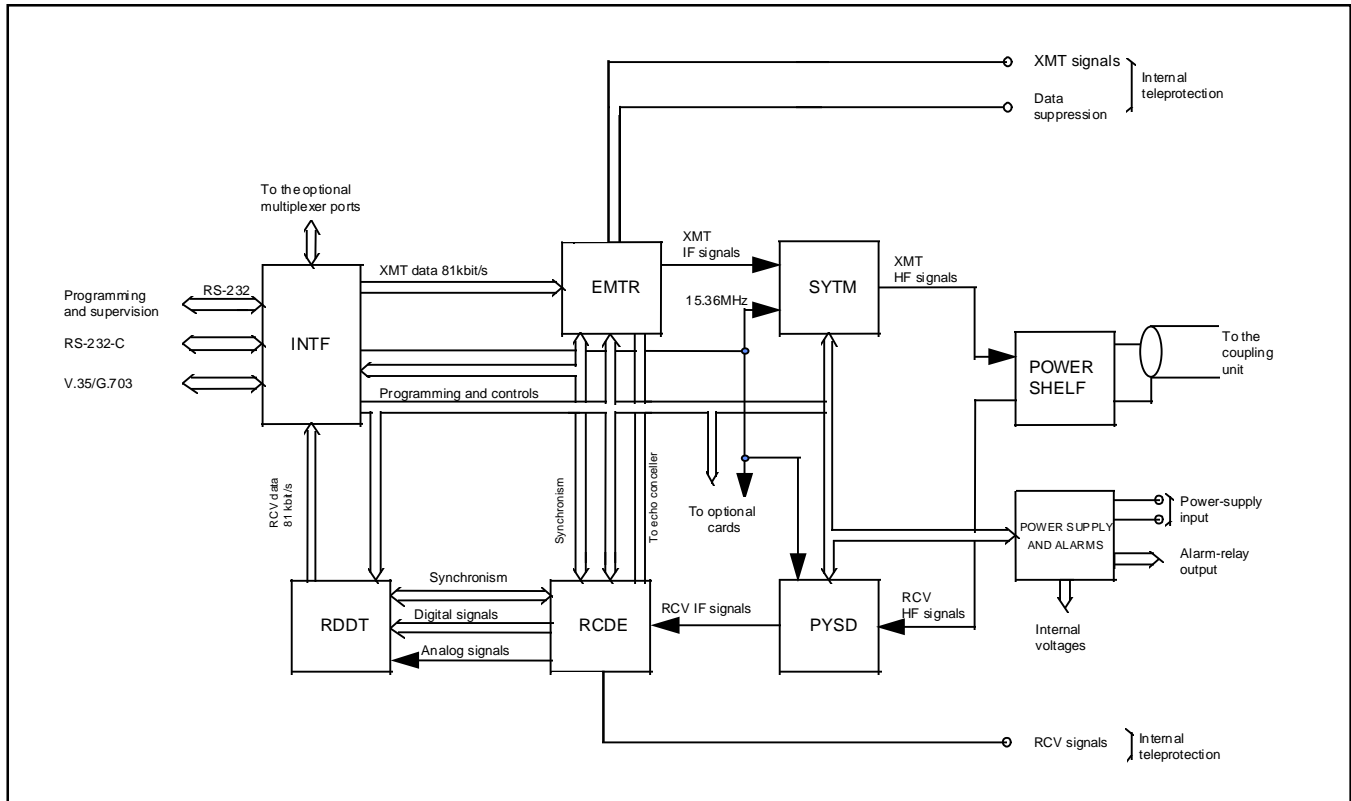 XMT signals
Data
suppression
Internal
teleprotection
To the optional
multiplexer ports
XMT data 81kbit/s
EMTR
XMT
IF signals
SYTM
XMT
HF signals
Programming
and supervision
RS-232
RS-232-C
V.35/G.703
INTF
15.36MHz
POWER
SHELF
To the
coupling
unit
Programming and controls
RCV data
81 kbit/s
Synchronism
To echo conceller
To optional
cards
POWER SUPPLY
AND ALARMS
Power-supply
input
Alarm-relay
output
Internal
voltages
RDDT
Synchronism
Digital signals
Analog signals
RCDE
RCV IF signals
PYSD
RCV
HF signals
RCV signals
Internal
teleprotection